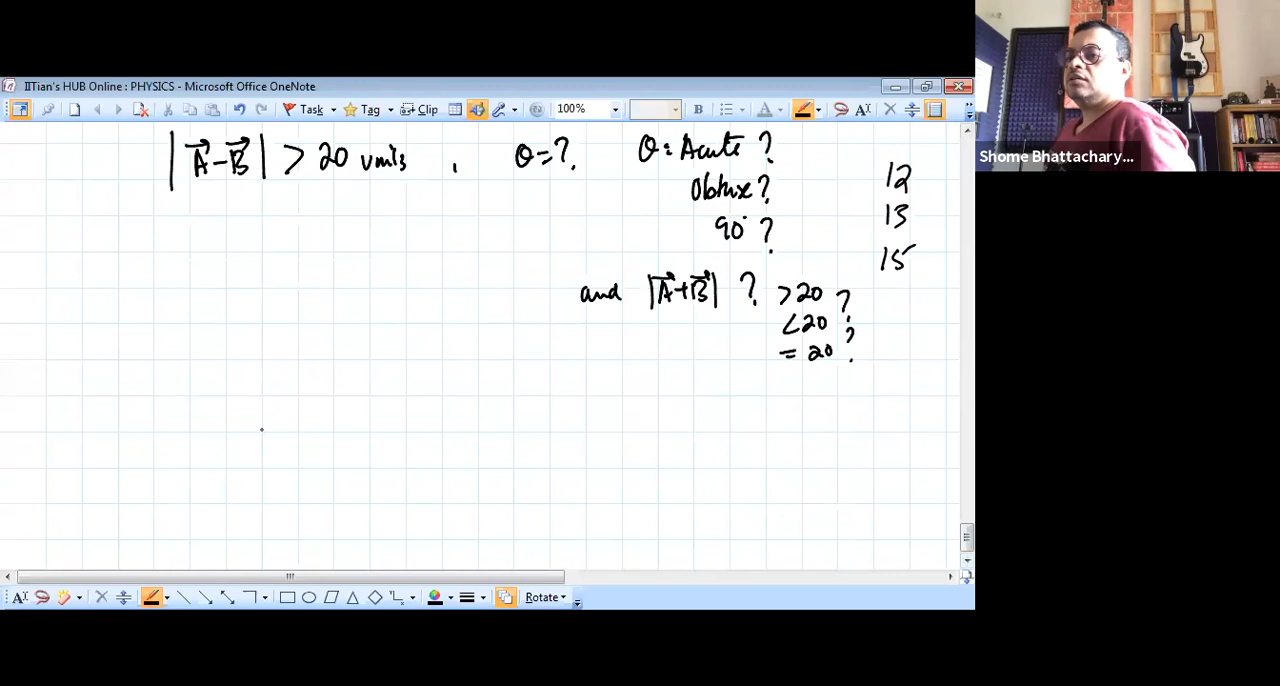 IITian's HUB Online : PHYSICS - Microsoft Office OneNote
Task Tag Clip 100% B A
|A⃗-B⃗| > 20 units , θ=? θ=Acute ?
Obtuse ?
90° ?
12
13
15
and |A⃗+B⃗| ? >20 ?
<20 ?
= 20 ?
Rotate
Shome Bhattachary...